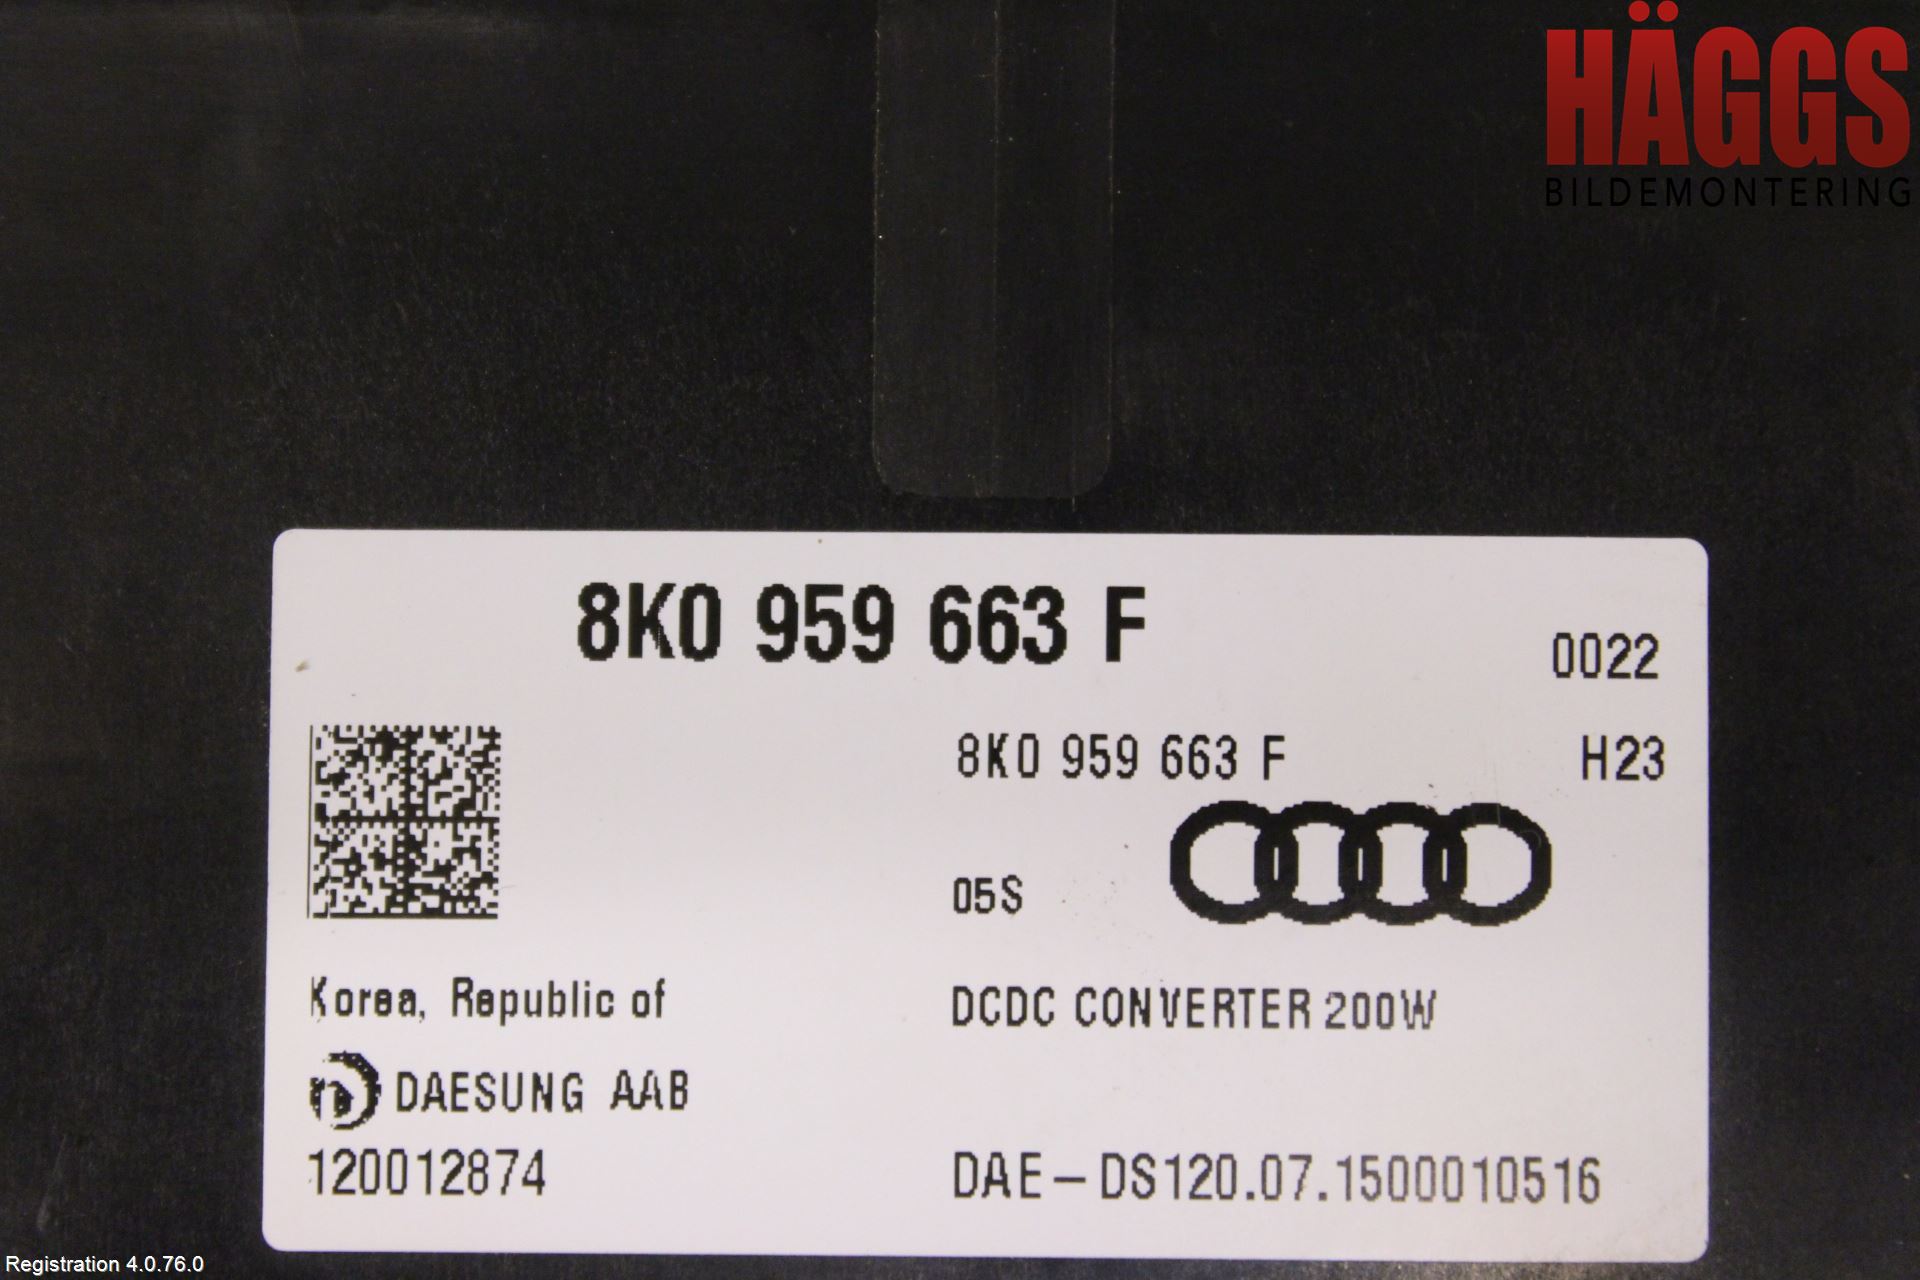 HÄGGS
BILDEMONTERING
8K0 959 663 F
0022
8K0 959 663 F
H23
05S
Korea, Republic of
DCDC CONVERTER 200W
DAESUNG AAB
120012874
DAE-DS120.07.1500010516
Registration 4.0.76.0